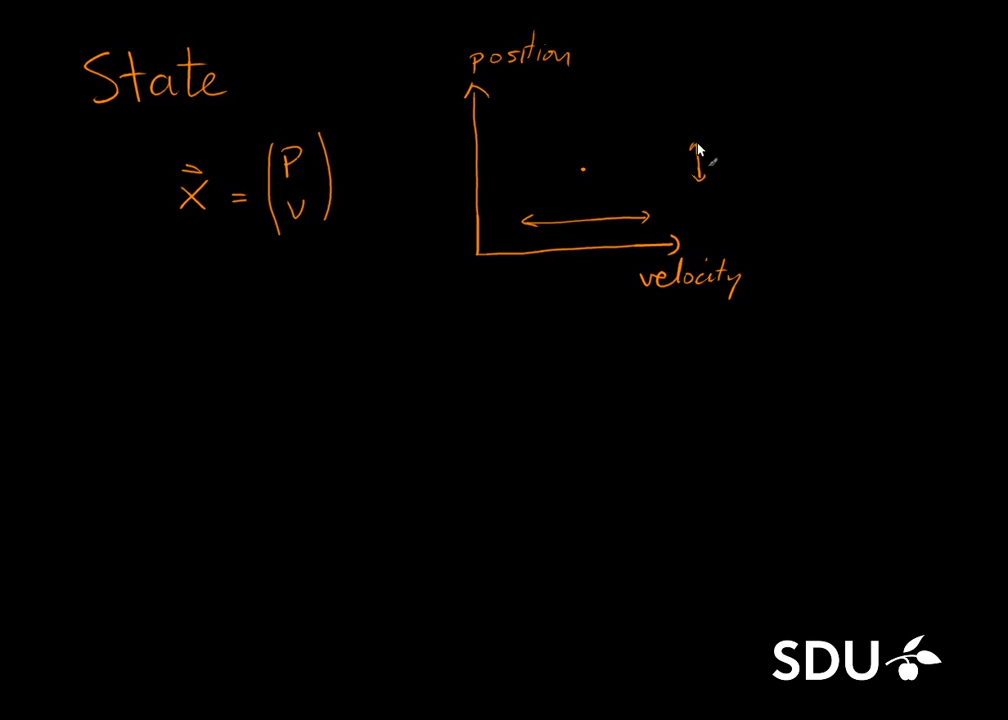 State
position
x⃗ = (P
v)
velocity
SDU